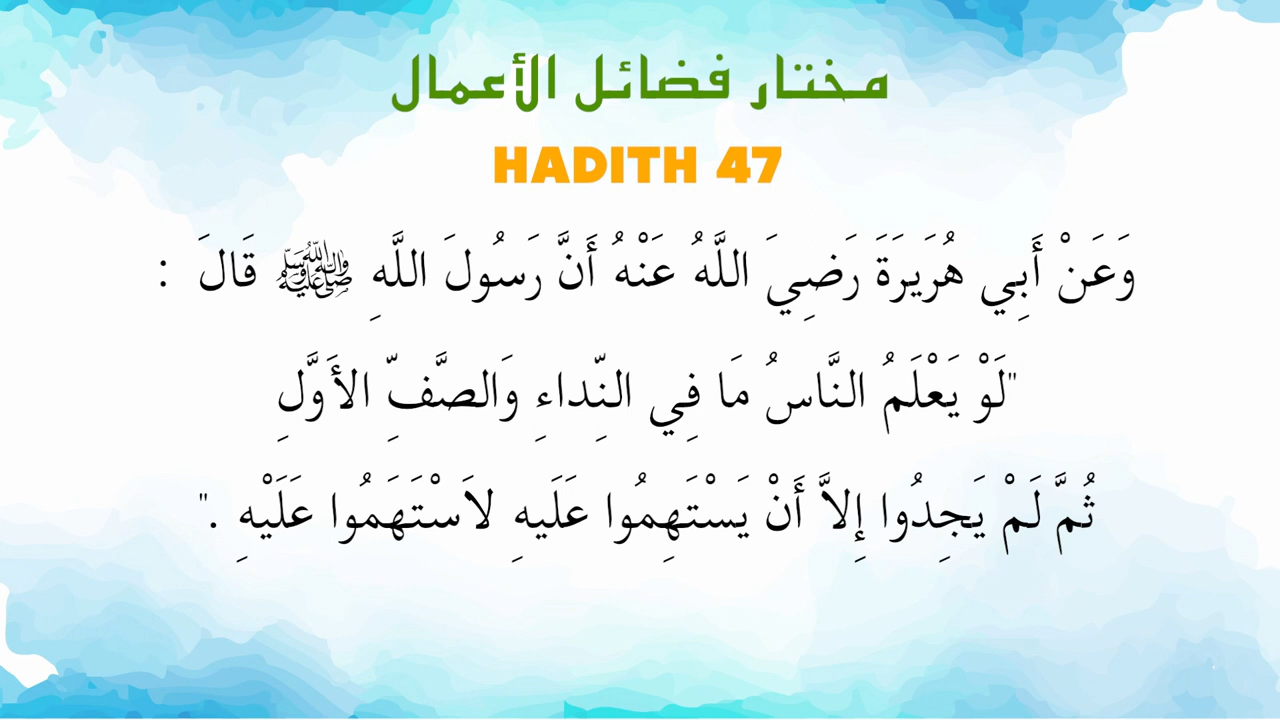 مختار فضائل الأعمال
HADITH 47
وَعَنْ أَبِي هُرَيرَةَ رَضِيَ اللَّهُ عَنْهُ أَنَّ رَسُولَ اللَّهِ ﷺ قَالَ :
"لَوْ يَعْلَمُ النَّاسُ مَا فِي النِّداءِ وَالصَّفِّ الأَوَّلِ
ثُمَّ لَمْ يَجِدُوا إِلاَّ أَنْ يَسْتَهِمُوا عَلَيهِ لاَسْتَهَمُوا عَلَيْهِ ."